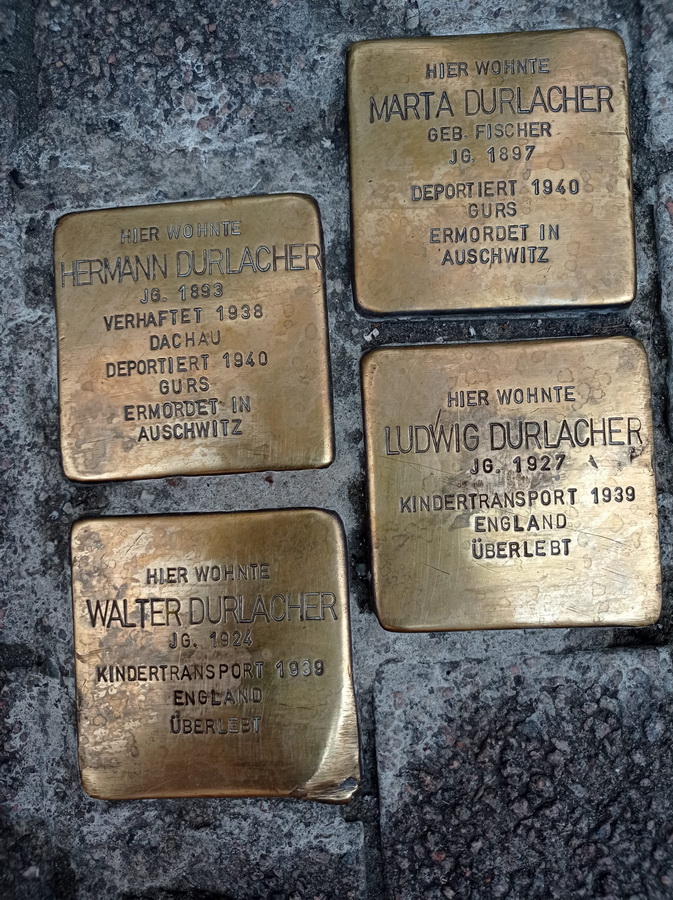 HIER WOHNTE
HERMANN DURLACHER
JG. 1893
VERHAFTET 1938
DACHAU
DEPORTIERT 1940
GURS
ERMORDET IN
AUSCHWITZ
HIER WOHNTE
MARTA DURLACHER
GEB. FISCHER
JG. 1897
DEPORTIERT 1940
GURS
ERMORDET IN
AUSCHWITZ
HIER WOHNTE
WALTER DURLACHER
JG. 1924
KINDERTRANSPORT 1939
ENGLAND
ÜBERLEBT
HIER WOHNTE
LUDWIG DURLACHER
JG. 1927
KINDERTRANSPORT 1939
ENGLAND
ÜBERLEBT